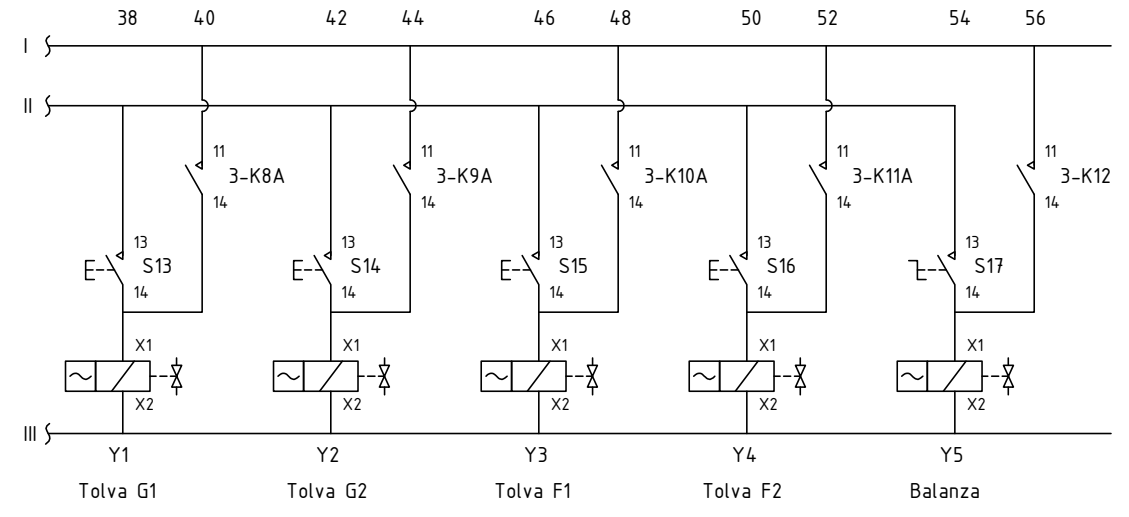 38 40 42 44 46 48 50 52 54 56
I
II
11 11 11 11 11
3-K8A 3-K9A 3-K10A 3-K11A 3-K12
14 14 14 14 14
13 13 13 13 13
S13 S14 S15 S16 S17
14 14 14 14 14
X1 X1 X1 X1 X1
X2 X2 X2 X2 X2
III
Y1 Y2 Y3 Y4 Y5
Tolva G1 Tolva G2 Tolva F1 Tolva F2 Balanza